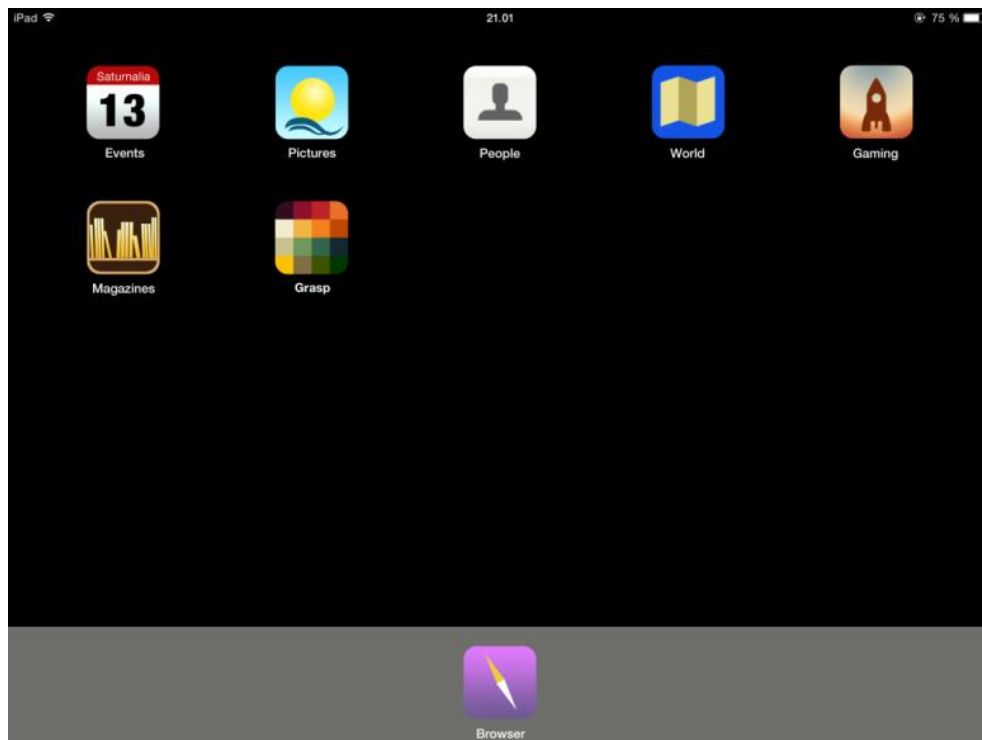 iPad 21.01 75 %
Saturnalia
13
Events Pictures People World Gaming
Magazines Grasp
Browser